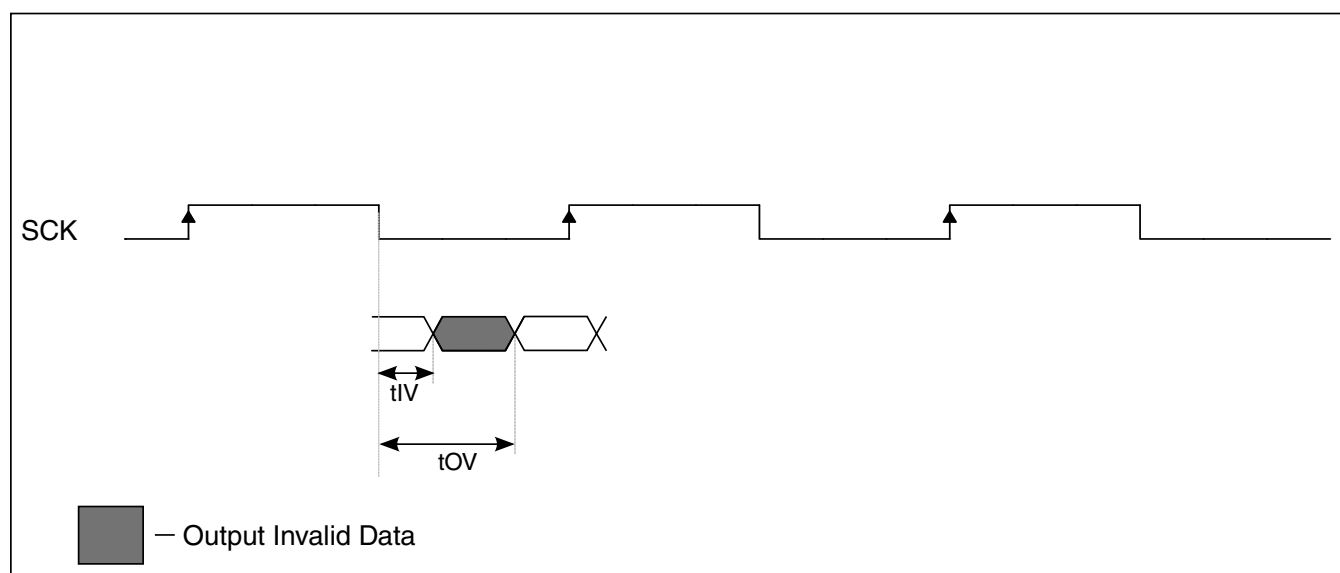 SCK
tIV
tOV
— Output Invalid Data